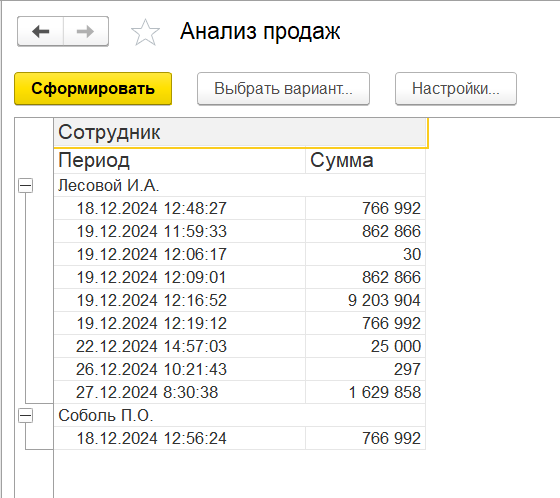 Анализ продаж
Сформировать Выбрать вариант... Настройки...
Сотрудник
Период Сумма
Лесовой И.А.
18.12.2024 12:48:27 766 992
19.12.2024 11:59:33 862 866
19.12.2024 12:06:17 30
19.12.2024 12:09:01 862 866
19.12.2024 12:16:52 9 203 904
19.12.2024 12:19:12 766 992
22.12.2024 14:57:03 25 000
26.12.2024 10:21:43 297
27.12.2024 8:30:38 1 629 858
Соболь П.О.
18.12.2024 12:56:24 766 992